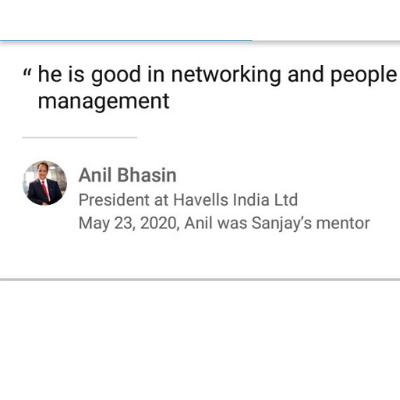 “ he is good in networking and people
management
Anil Bhasin
President at Havells India Ltd
May 23, 2020, Anil was Sanjay’s mentor